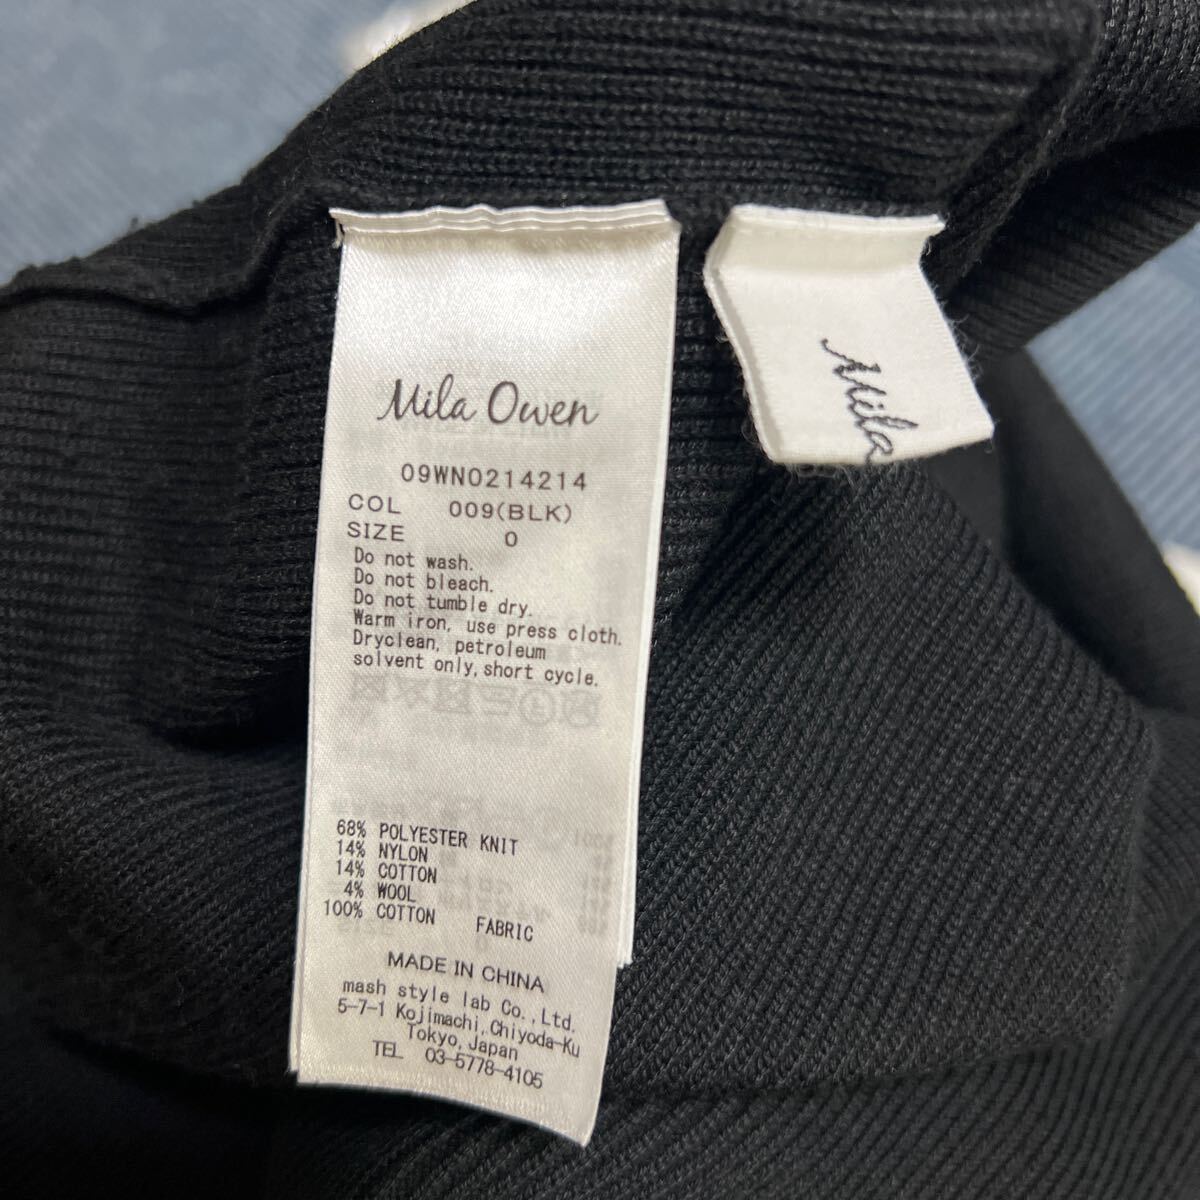 Mila Owen
09WNO214214
COL 009(BLK)
SIZE 0
Do not wash.
Do not bleach.
Do not tumble dry.
Warm iron, use press cloth.
Dryclean, petroleum
solvent only, short cycle.
68% POLYESTER KNIT
14% NYLON
14% COTTON
4% WOOL
100% COTTON FABRIC
MADE IN CHINA
mash style lab Co.,Ltd.
5-7-1 Kojimachi,Chiyoda-Ku
Tokyo,Japan
TEL 03-5778-4105
Mila